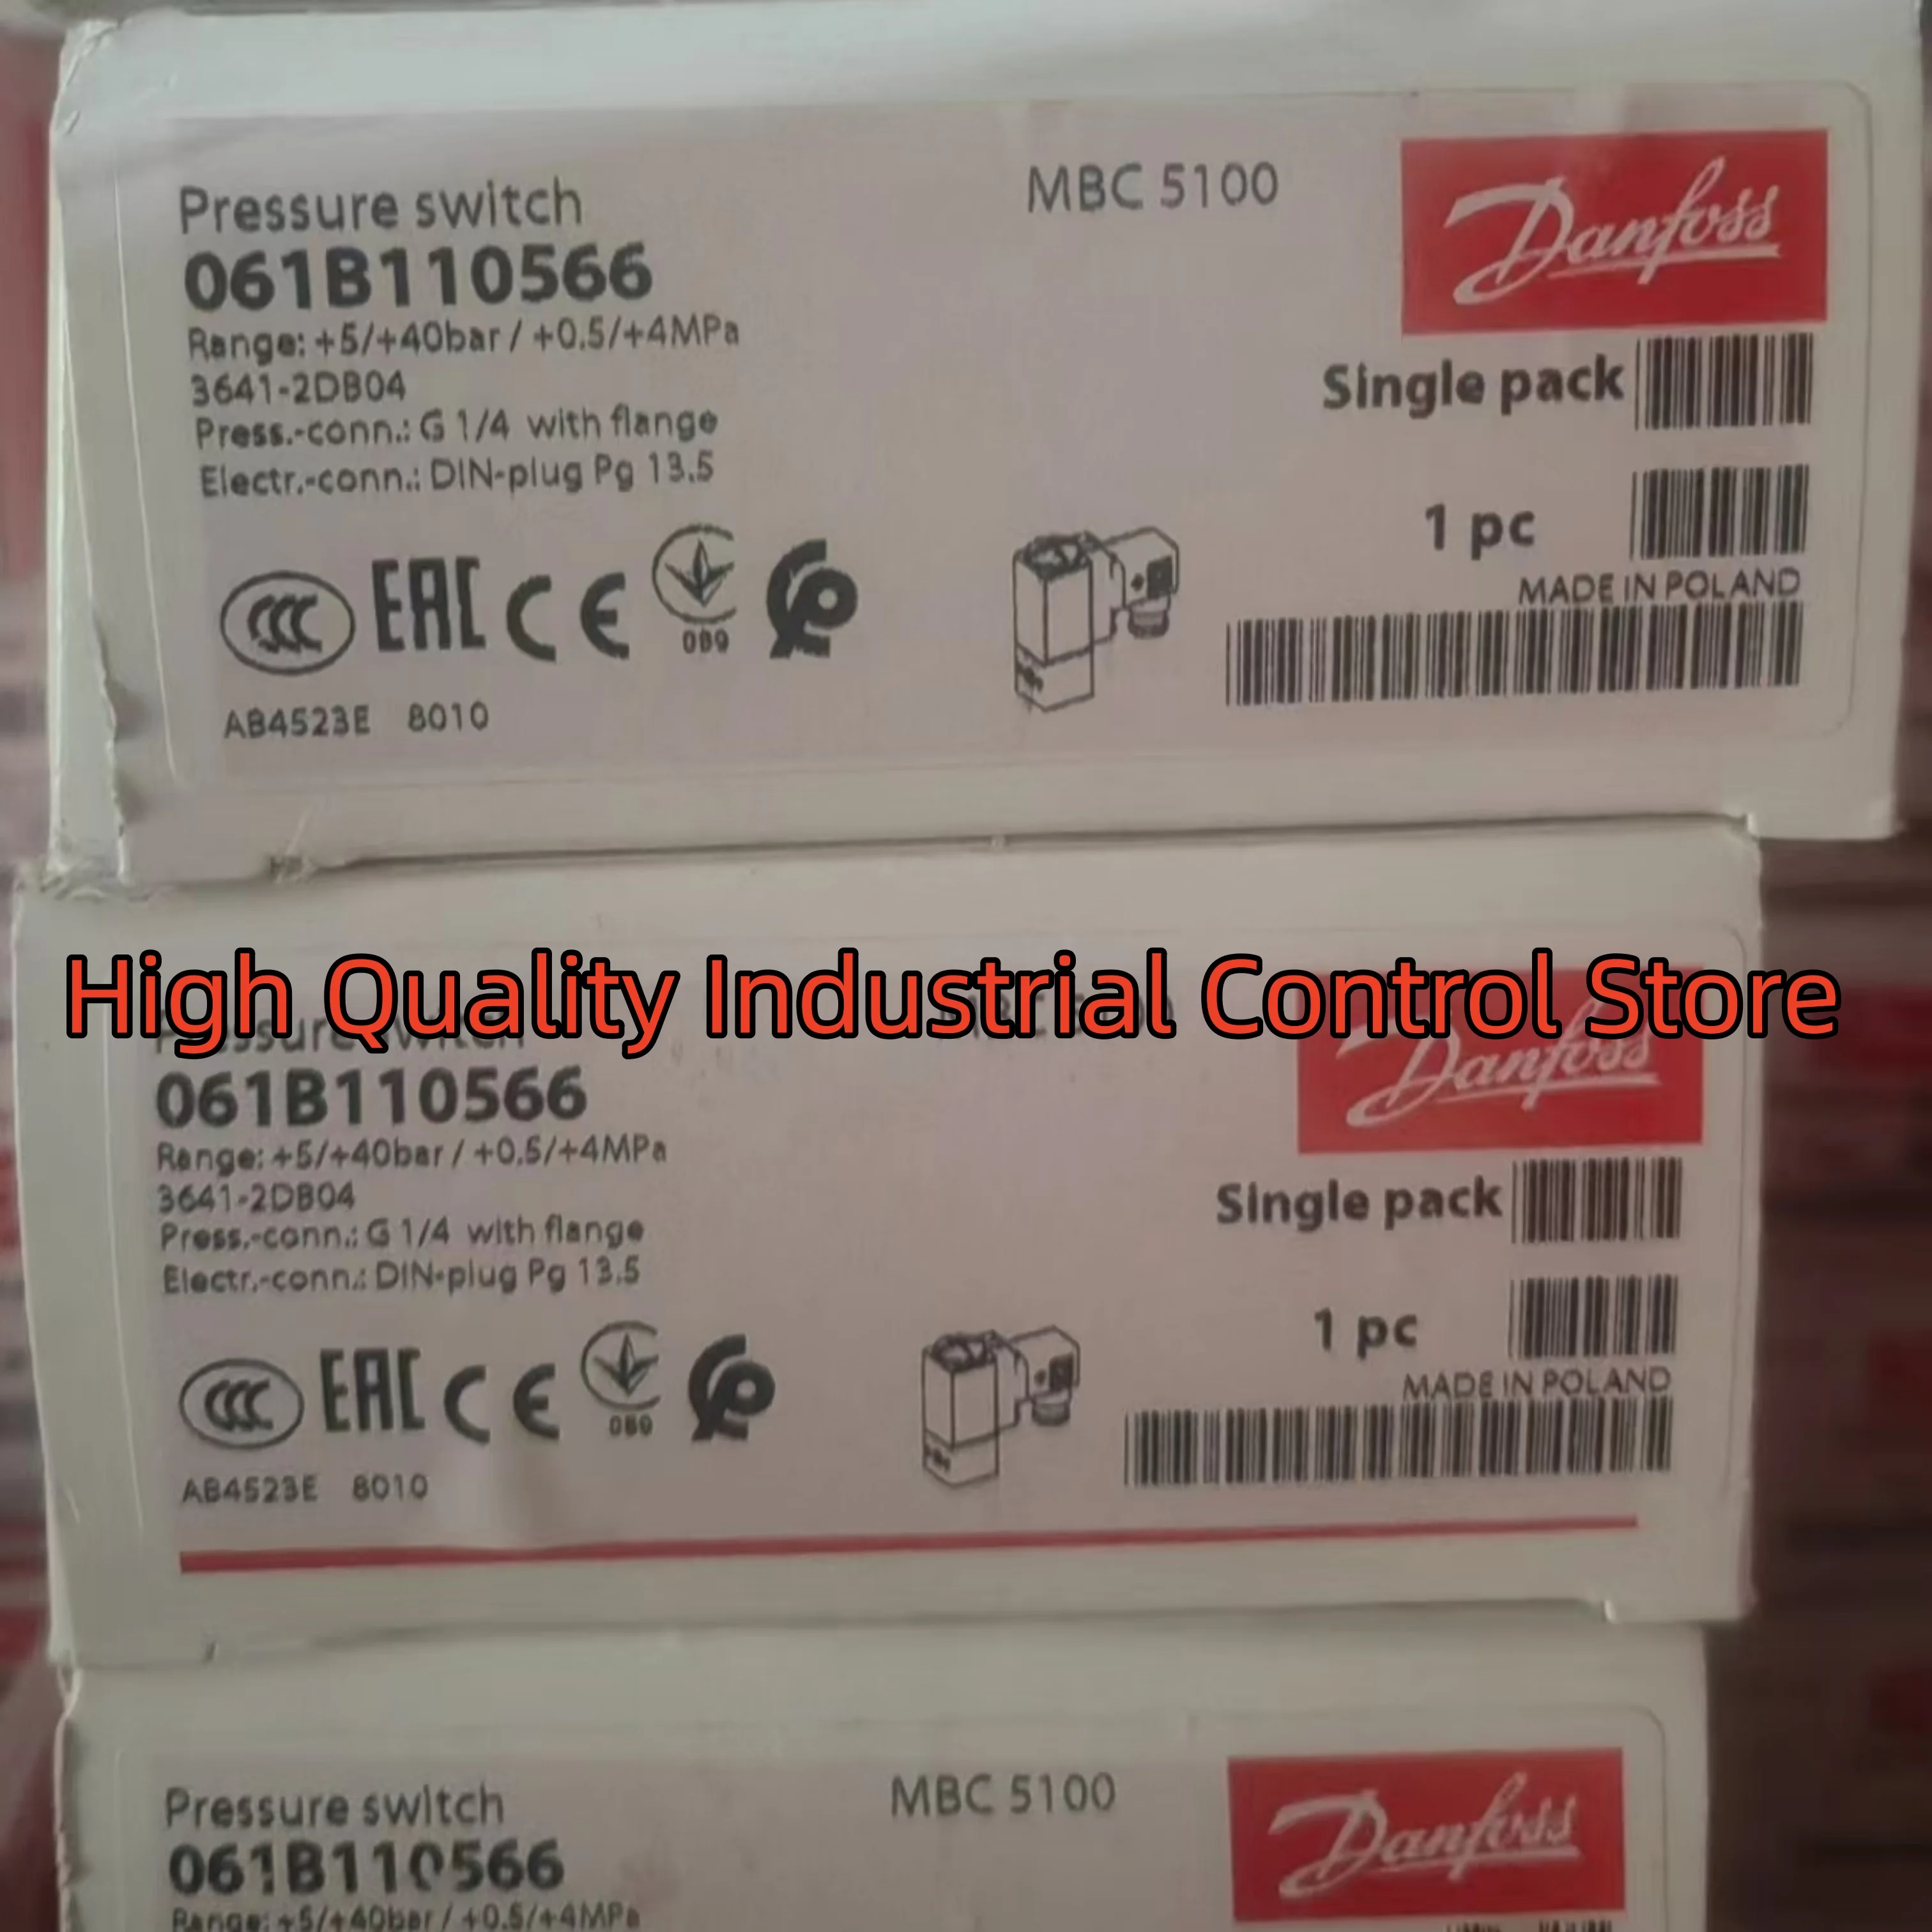 Pressure switch
MBC 5100
Danfoss
061B110566
Range: +5/+40bar / +0.5/+4MPa
3641-2DB04
Press.-conn.: G 1/4 with flange
Electr.-conn.: DIN-plug Pg 13.5
Single pack
1 pc
MADE IN POLAND
CCC EAC CE
089
AB4523E 8010
High Quality Industrial Control Store
Pressure switch
Danfoss
061B110566
Range: +5/+40bar / +0.5/+4MPa
3641-2DB04
Press.-conn.: G 1/4 with flange
Electr.-conn.: DIN-plug Pg 13.5
Single pack
1 pc
MADE IN POLAND
CCC EAC CE
089
AB4523E 8010
Pressure switch
MBC 5100
Danfoss
061B110566
Range: +5/+40bar / +0.5/+4MPa